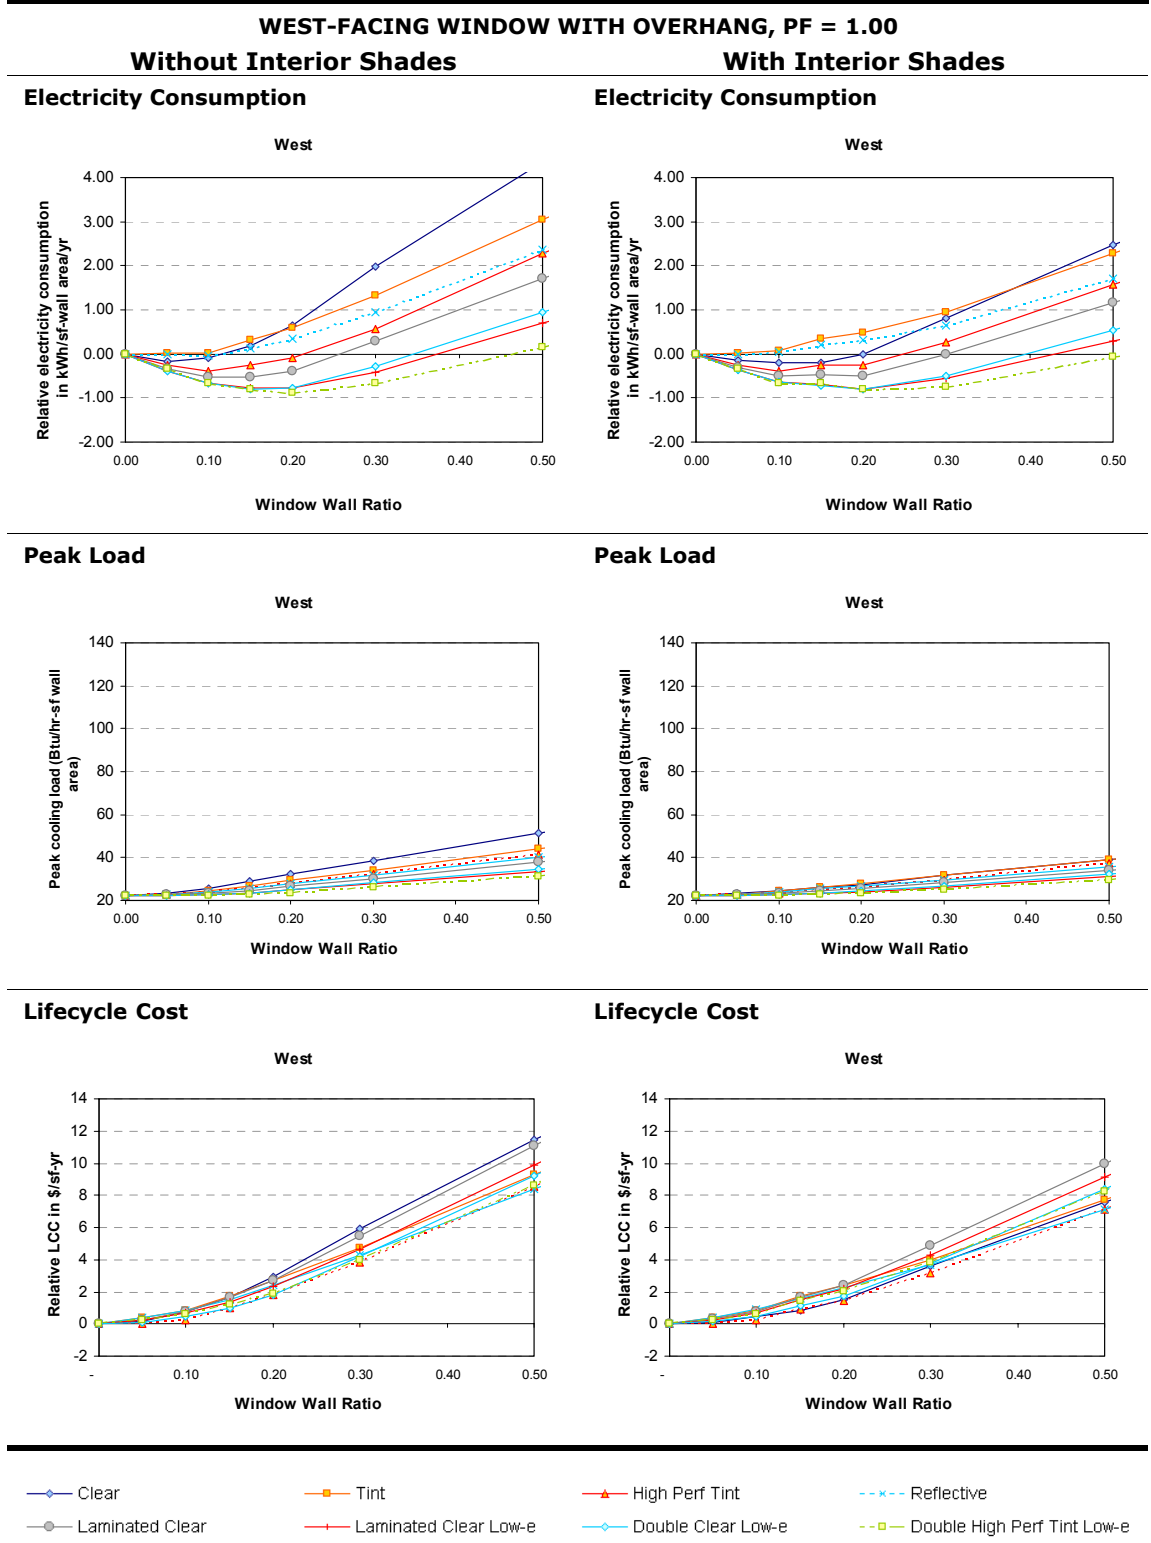 WEST-FACING WINDOW WITH OVERHANG, PF = 1.00
Without Interior Shades
With Interior Shades
Electricity Consumption
Electricity Consumption
West
Relative electricity consumption
in kWh/sf-wall area/yr
4.00
3.00
2.00
1.00
0.00
-1.00
-2.00
0.00 0.10 0.20 0.30 0.40 0.50
Window Wall Ratio
West
Relative electricity consumption
in kWh/sf-wall area/yr
4.00
3.00
2.00
1.00
0.00
-1.00
-2.00
0.00 0.10 0.20 0.30 0.40 0.50
Window Wall Ratio
Peak Load
Peak Load
West
Peak cooling load (Btu/hr-sf wall
area)
140
120
100
80
60
40
20
0.00 0.10 0.20 0.30 0.40 0.50
Window Wall Ratio
West
Peak cooling load (Btu/hr-sf wall
area)
140
120
100
80
60
40
20
0.00 0.10 0.20 0.30 0.40 0.50
Window Wall Ratio
Lifecycle Cost
Lifecycle Cost
West
Relative LCC in $/sf-yr
14
12
10
8
6
4
2
0
-2
- 0.10 0.20 0.30 0.40 0.50
Window Wall Ratio
West
Relative LCC in $/sf-yr
14
12
10
8
6
4
2
0
-2
- 0.10 0.20 0.30 0.40 0.50
Window Wall Ratio
Clear Tint High Perf Tint Reflective
Laminated Clear Laminated Clear Low-e Double Clear Low-e Double High Perf Tint Low-e